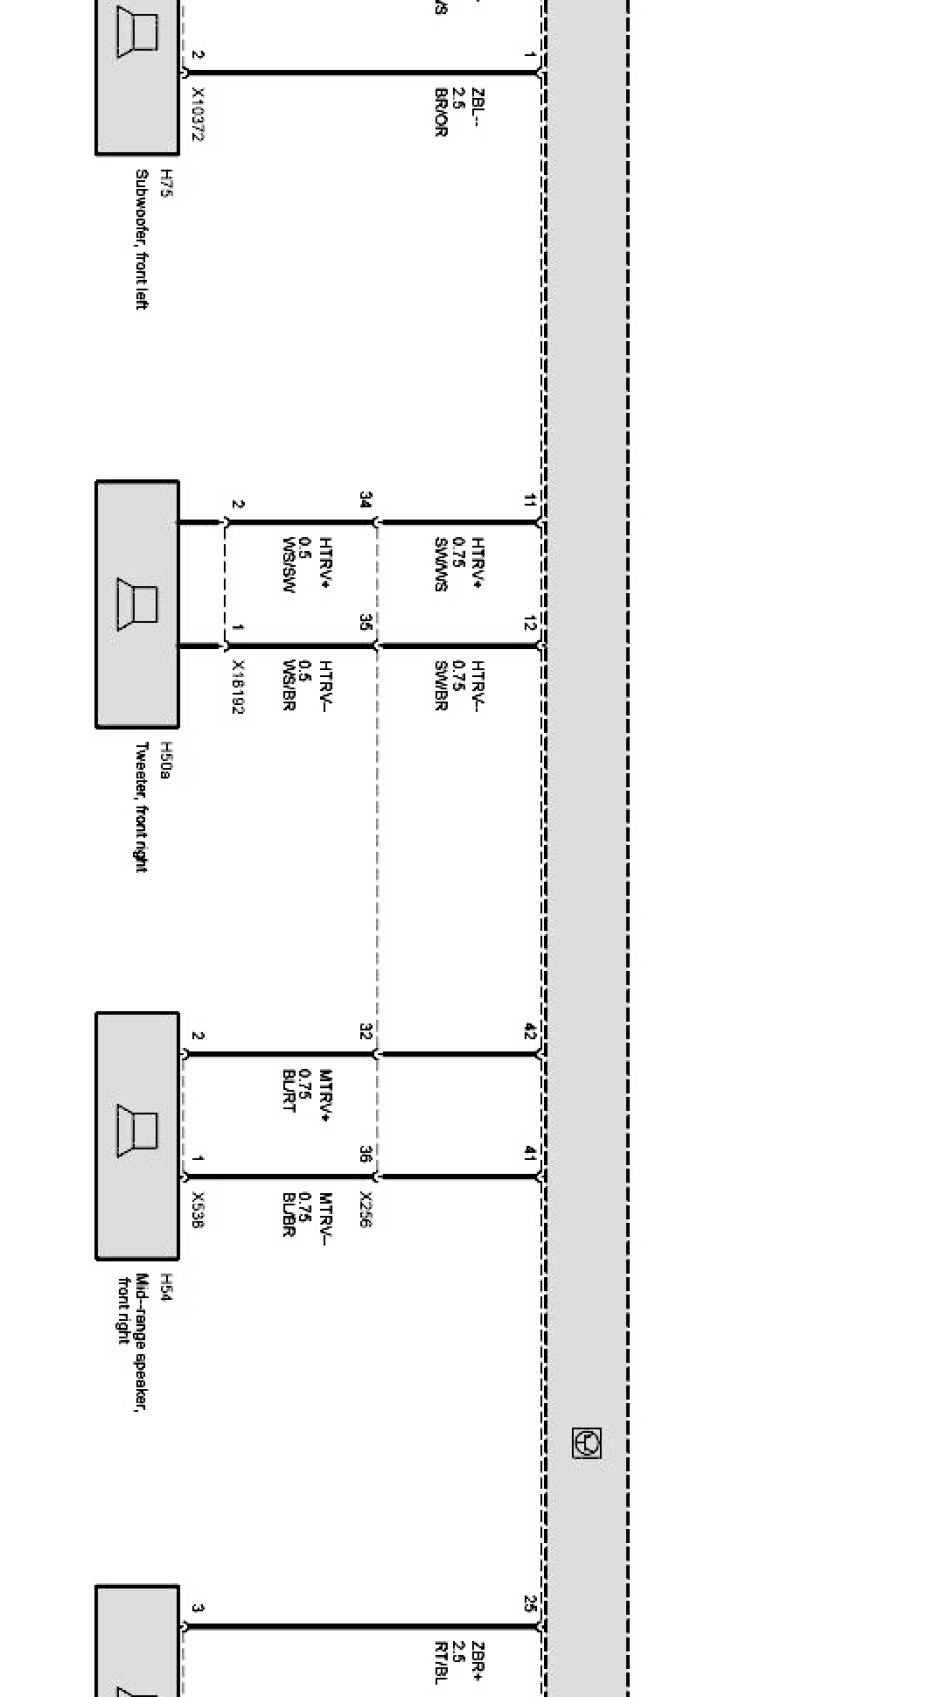 2
1
X10372
ZBL--
2.5
BR/OR
H75
Subwoofer, front left
2
34
11
HTRV+
0.5
WS/SW
HTRV+
0.75
SW/WS
1
35
12
X16192
HTRV--
0.5
WS/BR
HTRV--
0.75
SW/BR
H50a
Tweeter, front right
2
32
42
MTRV+
0.75
BL/RT
1
36
41
X538
MTRV--
0.75
BL/BR
X256
H54
Mid--range speaker,
front right
3
25
ZBR+
2.5
RT/BL